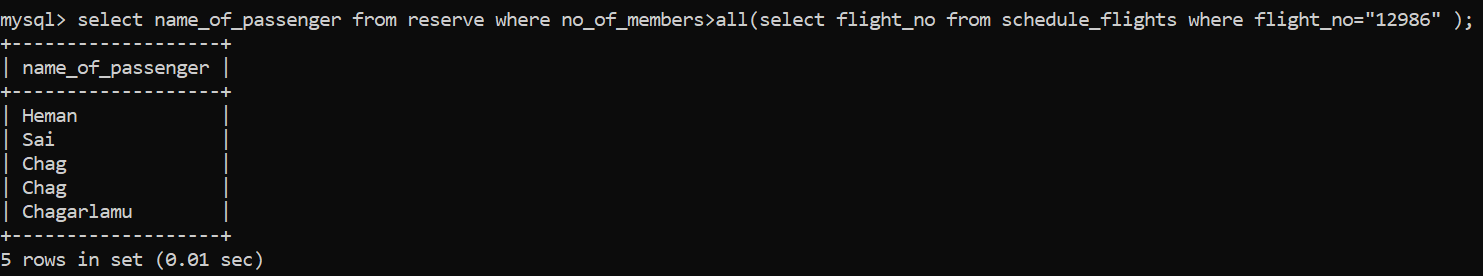 mysql> select name_of_passenger from reserve where no_of_members>all(select flight_no from schedule_flights where flight_no="12986" );
+-------------------+
| name_of_passenger |
+-------------------+
| Heman             |
| Sai               |
| Chag              |
| Chag              |
| Chagarlamu        |
+-------------------+
5 rows in set (0.01 sec)